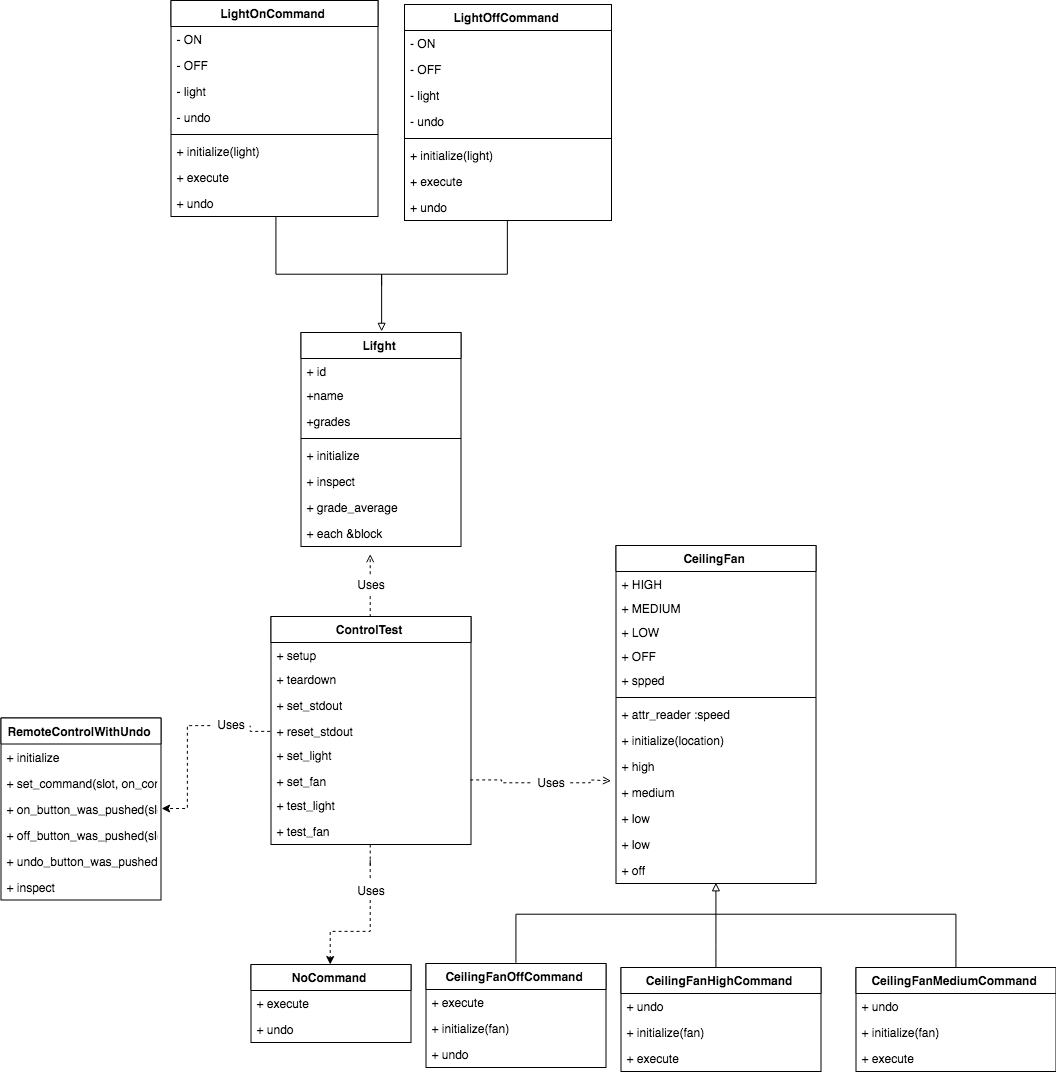 LightOnCommand
- ON
- OFF
- light
- undo
+ initialize(light)
+ execute
+ undo
LightOffCommand
- ON
- OFF
- light
- undo
+ initialize(light)
+ execute
+ undo
Lifght
+ id
+name
+grades
+ initialize
+ inspect
+ grade_average
+ each &block
Uses
ControlTest
+ setup
+ teardown
+ set_stdout
+ reset_stdout
+ set_light
+ set_fan
+ test_light
+ test_fan
CeilingFan
+ HIGH
+ MEDIUM
+ LOW
+ OFF
+ spped
+ attr_reader :speed
+ initialize(location)
+ high
+ medium
+ low
+ low
+ off
Uses
Uses
RemoteControlWithUndo
+ initialize
+ set_command(slot, on_cor
+ on_button_was_pushed(sl
+ off_button_was_pushed(sl
+ undo_button_was_pushed
+ inspect
Uses
NoCommand
+ execute
+ undo
CeilingFanOffCommand
+ execute
+ initialize(fan)
+ undo
CeilingFanHighCommand
+ undo
+ initialize(fan)
+ execute
CeilingFanMediumCommand
+ undo
+ initialize(fan)
+ execute